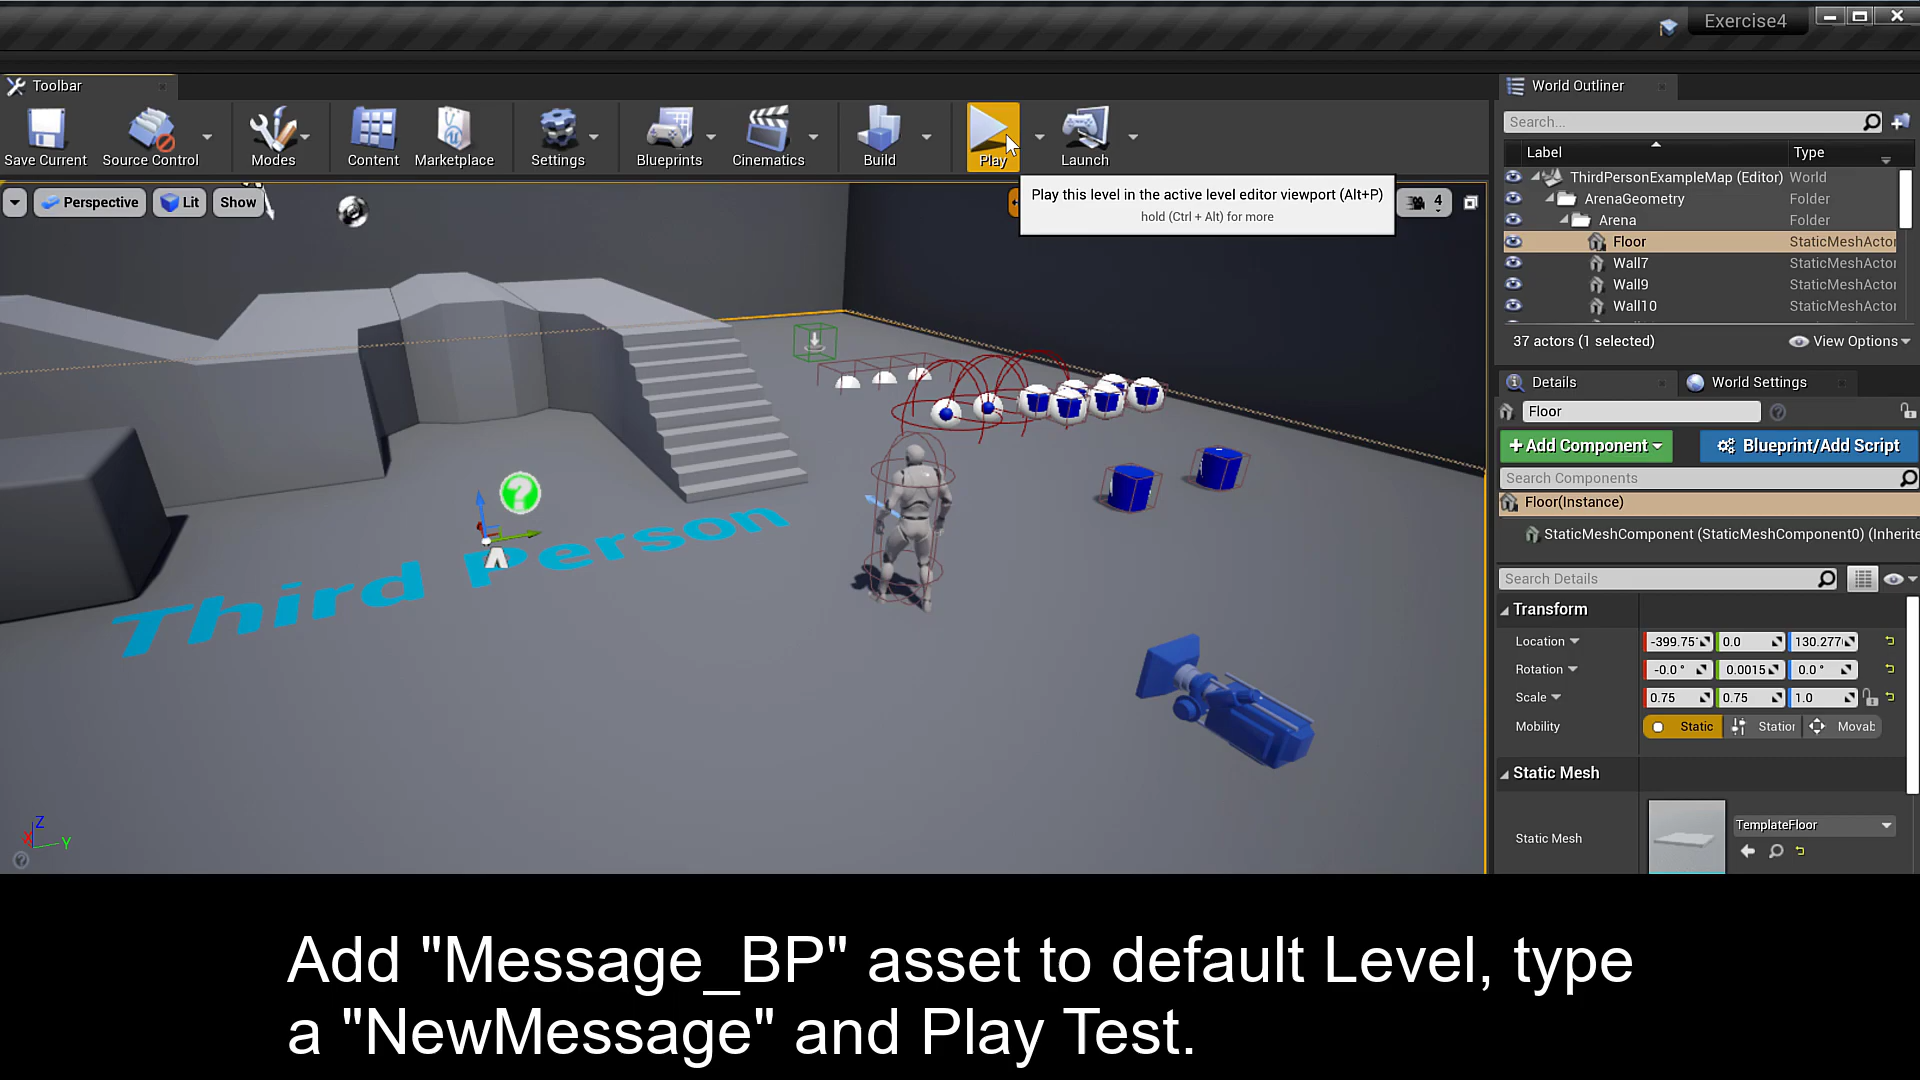 Exercise4
Toolbar
World Outliner
Save Current
Source Control
Modes
Content
Marketplace
Settings
Blueprints
Cinematics
Build
Play
Launch
Search...
Label
Type
Play this level in the active level editor viewport (Alt+P)
hold (Ctrl + Alt) for more
Perspective
Lit
Show
4
ThirdPersonExampleMap (Editor) World
ArenaGeometry Folder
Arena Folder
Floor StaticMeshActor
Wall7 StaticMeshActor
Wall9 StaticMeshActor
Wall10 StaticMeshActor
37 actors (1 selected)
View Options
Details
World Settings
Floor
+Add Component
Blueprint/Add Script
Search Components
Floor(Instance)
StaticMeshComponent (StaticMeshComponent0) (Inherite
Search Details
Transform
Location -399.75 0.0 130.277
Rotation -0.0 ° 0.0015 0.0 °
Scale 0.75 0.75 1.0
Mobility Static Station Movab
Static Mesh
Static Mesh
TemplateFloor
Third Person
Z
X
Y
Add "Message_BP" asset to default Level, type
a "NewMessage" and Play Test.